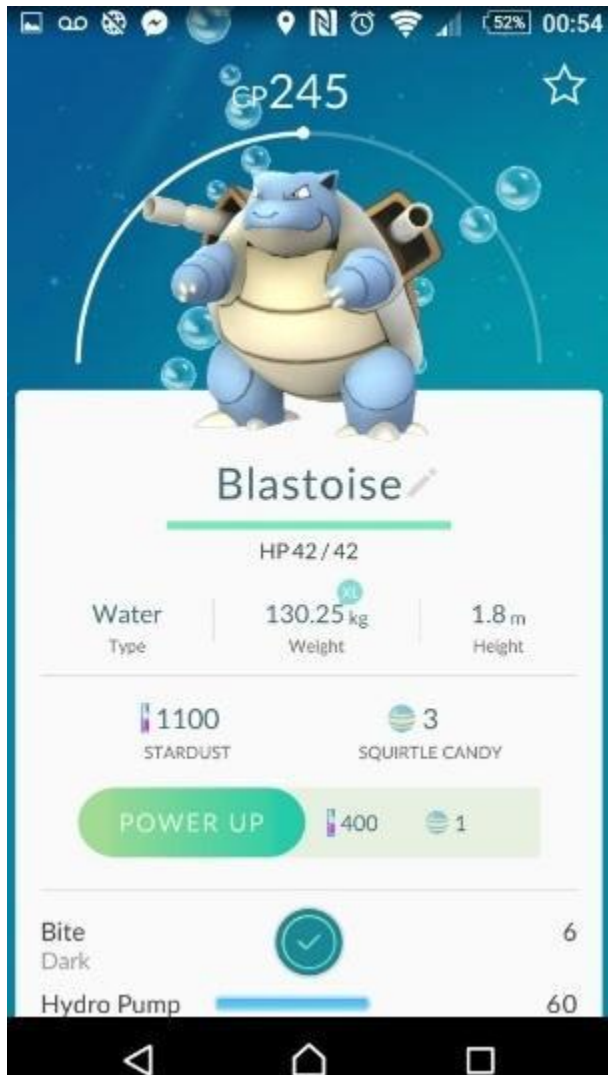 52% 00:54
CP245
Blastoise
HP 42 / 42
XL
Water 130.25 kg 1.8 m
Type Weight Height
1100 3
STARDUST SQUIRTLE CANDY
POWER UP 400 1
Bite 6
Dark
Hydro Pump 60